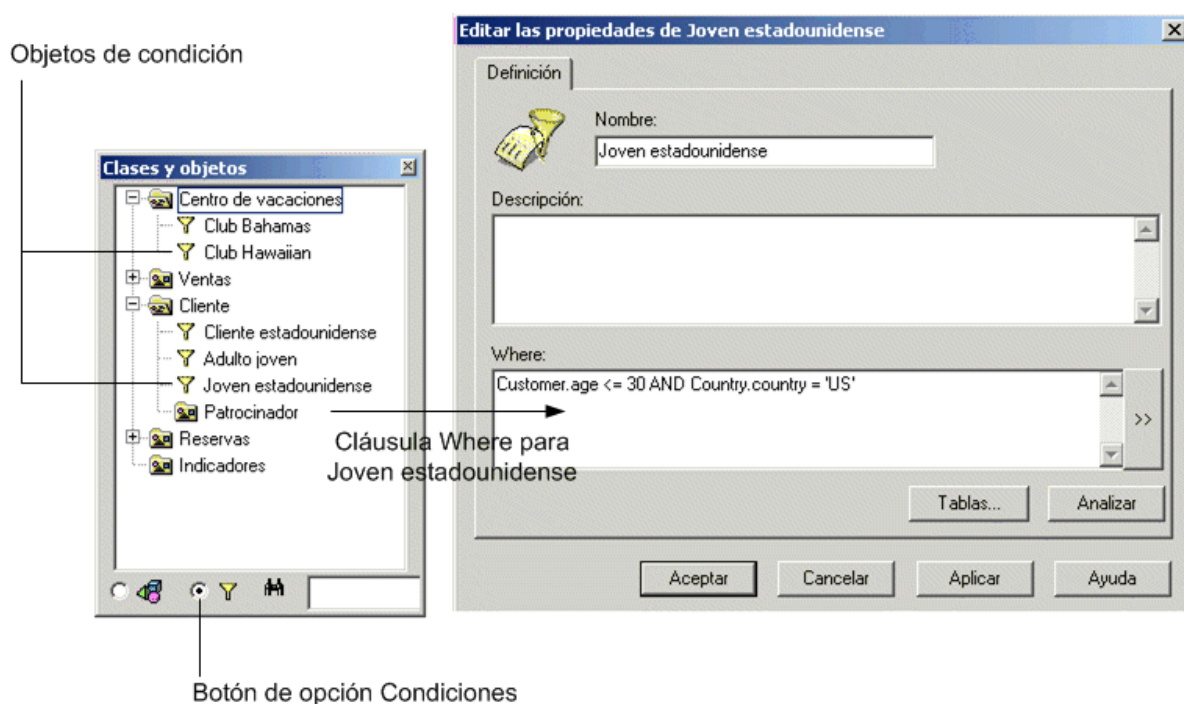 Objetos de condición
Clases y objetos
Centro de vacaciones
Club Bahamas
Club Hawaiian
Ventas
Cliente
Cliente estadounidense
Adulto joven
Joven estadounidense
Patrocinador
Reservas
Indicadores
Botón de opción Condiciones
Cláusula Where para
Joven estadounidense
Editar las propiedades de Joven estadounidense
Definición
Nombre:
Joven estadounidense
Descripción:
Where:
Customer.age <= 30 AND Country.country = 'US'
>>
Tablas...
Analizar
Aceptar
Cancelar
Aplicar
Ayuda